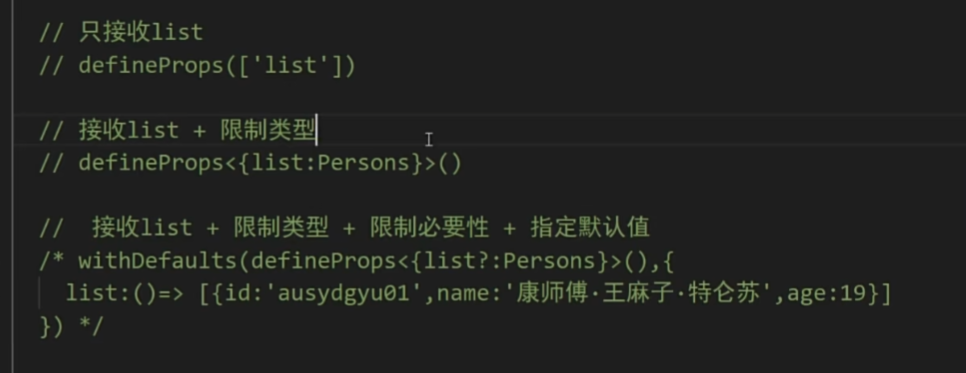 // 只接收list
// defineProps(['list'])
// 接收list + 限制类型
// defineProps<{list:Persons}>()
//  接收list + 限制类型 + 限制必要性 + 指定默认值
/* withDefaults(defineProps<{list?:Persons}>(),{
list:()=> [{id:'ausydgyu01',name:'康师傅·王麻子·特仑苏',age:19}]
}) */